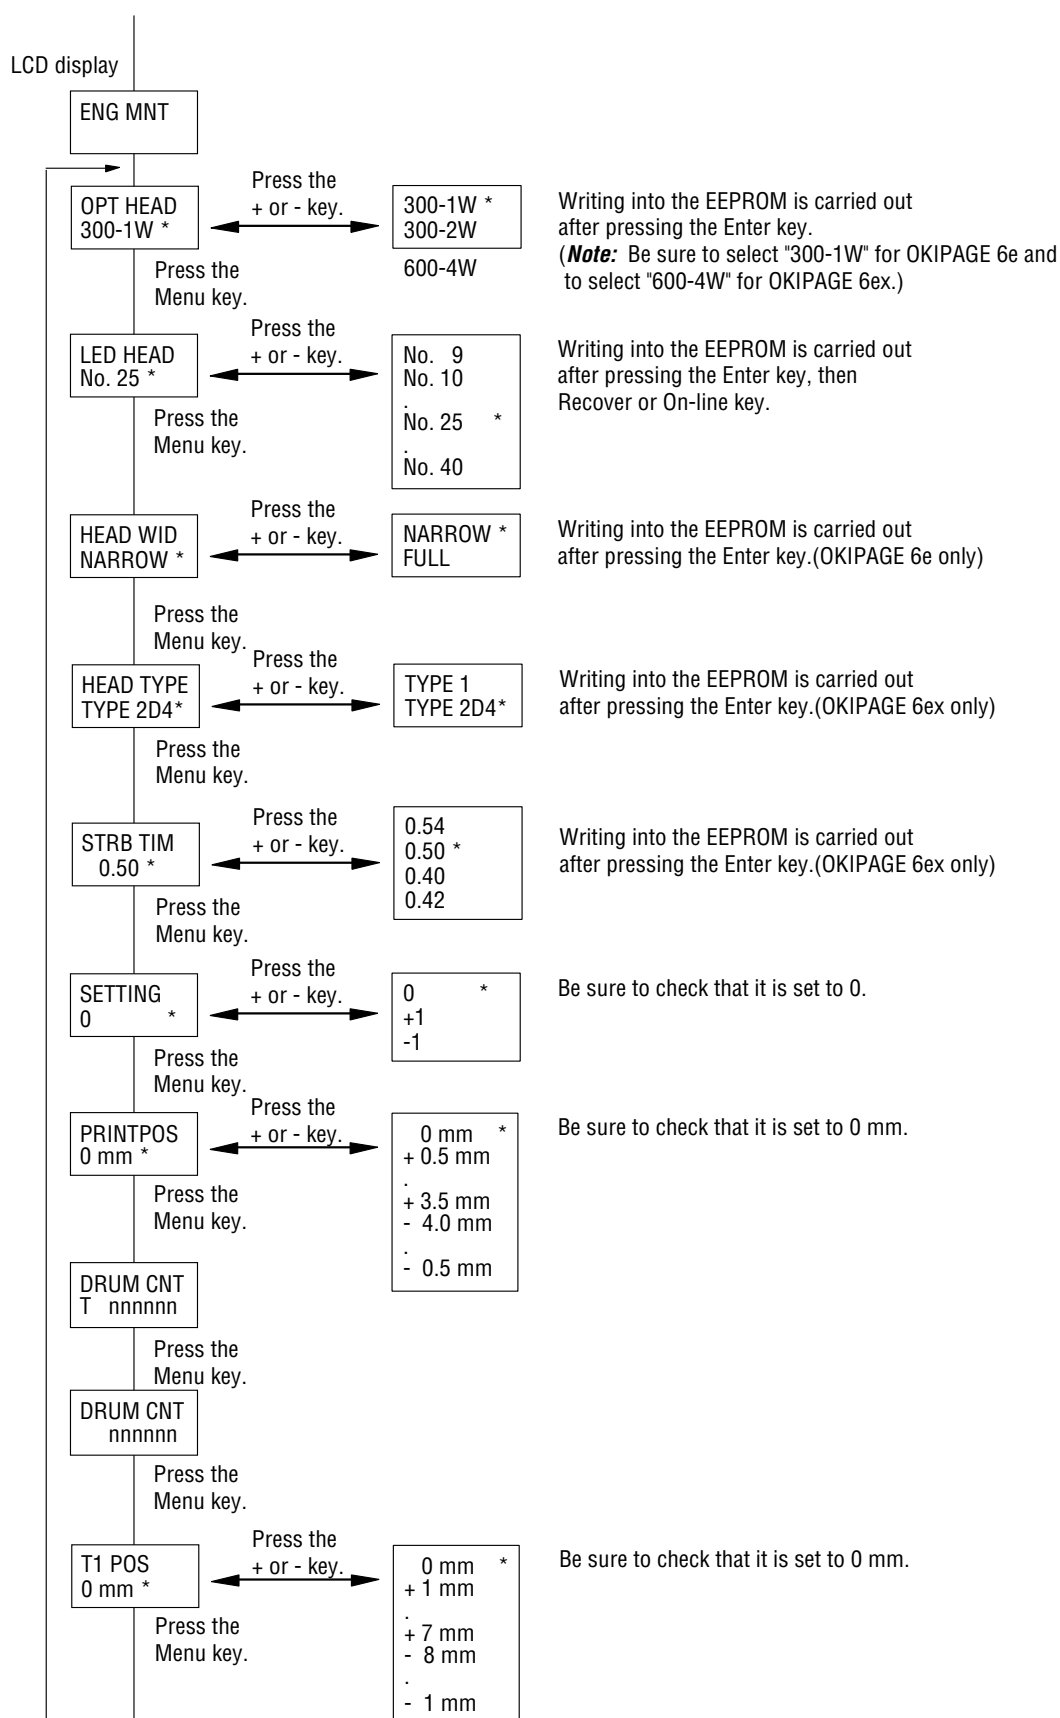 LCD display
ENG MNT
OPT HEAD
300-1W *
Press the
+ or - key.
300-1W *
300-2W
600-4W
Writing into the EEPROM is carried out
after pressing the Enter key.
(Note: Be sure to select "300-1W" for OKIPAGE 6e and
to select "600-4W" for OKIPAGE 6ex.)
Press the
Menu key.
LED HEAD
No. 25 *
Press the
+ or - key.
No. 9
No. 10
.
No. 25 *
.
No. 40
Writing into the EEPROM is carried out
after pressing the Enter key, then
Recover or On-line key.
Press the
Menu key.
HEAD WID
NARROW *
Press the
+ or - key.
NARROW *
FULL
Writing into the EEPROM is carried out
after pressing the Enter key.(OKIPAGE 6e only)
Press the
Menu key.
HEAD TYPE
TYPE 2D4*
Press the
+ or - key.
TYPE 1
TYPE 2D4*
Writing into the EEPROM is carried out
after pressing the Enter key.(OKIPAGE 6ex only)
Press the
Menu key.
STRB TIM
0.50 *
Press the
+ or - key.
0.54
0.50 *
0.40
0.42
Writing into the EEPROM is carried out
after pressing the Enter key.(OKIPAGE 6ex only)
Press the
Menu key.
SETTING
0 *
Press the
+ or - key.
0 *
+1
-1
Be sure to check that it is set to 0.
Press the
Menu key.
PRINTPOS
0 mm *
Press the
+ or - key.
0 mm *
+ 0.5 mm
.
+ 3.5 mm
- 4.0 mm
.
- 0.5 mm
Be sure to check that it is set to 0 mm.
Press the
Menu key.
DRUM CNT
T nnnnnn
Press the
Menu key.
DRUM CNT
nnnnnn
Press the
Menu key.
T1 POS
0 mm *
Press the
+ or - key.
0 mm *
+ 1 mm
.
+ 7 mm
- 8 mm
.
- 1 mm
Be sure to check that it is set to 0 mm.
Press the
Menu key.